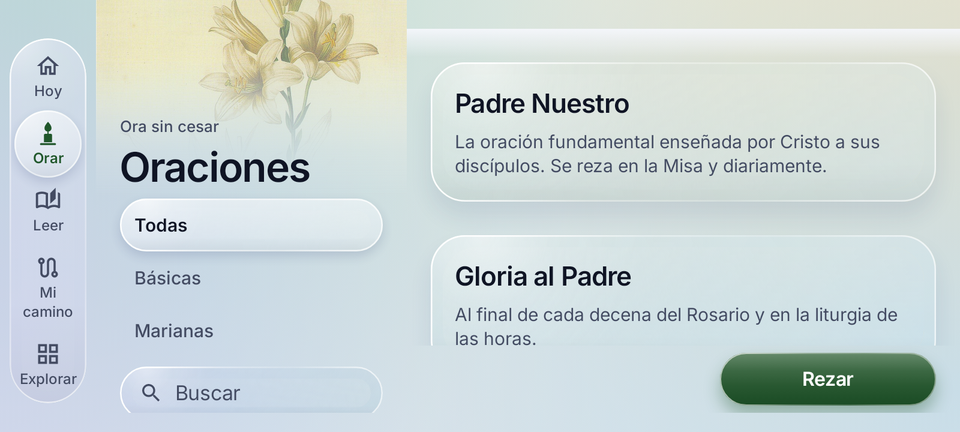 Hoy
Orar
Leer
Mi
camino
Explorar
Ora sin cesar
Oraciones
Todas
Básicas
Marianas
Buscar
Padre Nuestro
La oración fundamental enseñada por Cristo a sus
discípulos. Se reza en la Misa y diariamente.
Gloria al Padre
Al final de cada decena del Rosario y en la liturgia de
las horas.
Rezar